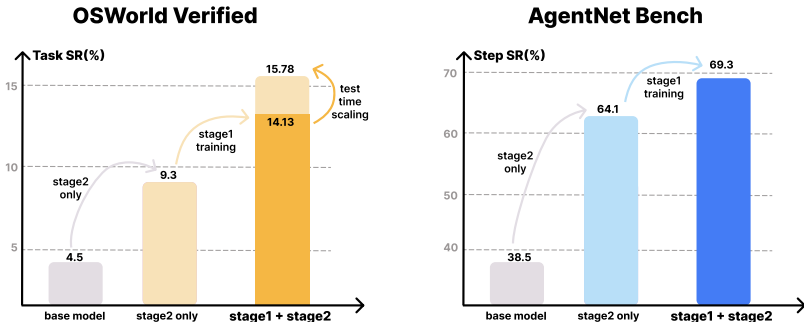 OSWorld Verified
Task SR(%)
15
10
5
15.78
14.13
9.3
4.5
test
time
scaling
stage1
training
stage2
only
base model
stage2 only
stage1 + stage2
AgentNet Bench
Step SR(%)
70
60
50
40
69.3
64.1
38.5
stage1
training
stage2
only
base model
stage2 only
stage1 + stage2